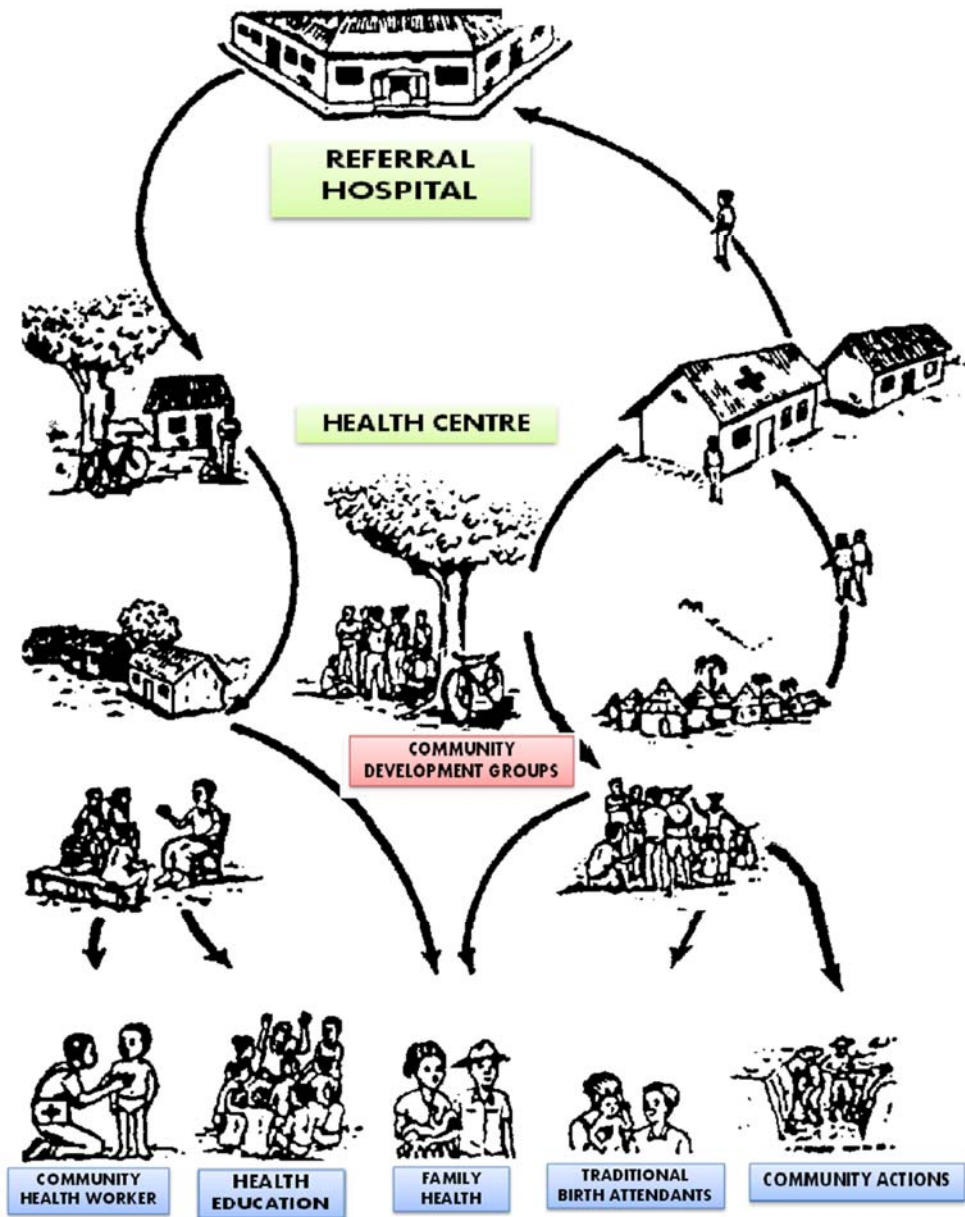 REFERRAL
HOSPITAL
HEALTH CENTRE
COMMUNITY
DEVELOPMENT GROUPS
COMMUNITY
HEALTH WORKER
HEALTH
EDUCATION
FAMILY
HEALTH
TRADITIONAL
BIRTH ATTENDANTS
COMMUNITY ACTIONS